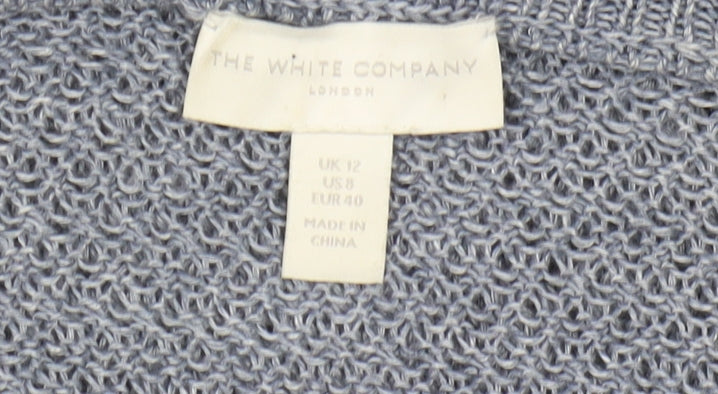 THE WHITE COMPANY
LONDON
UK 12
US 8
EUR 40
MADE IN
CHINA